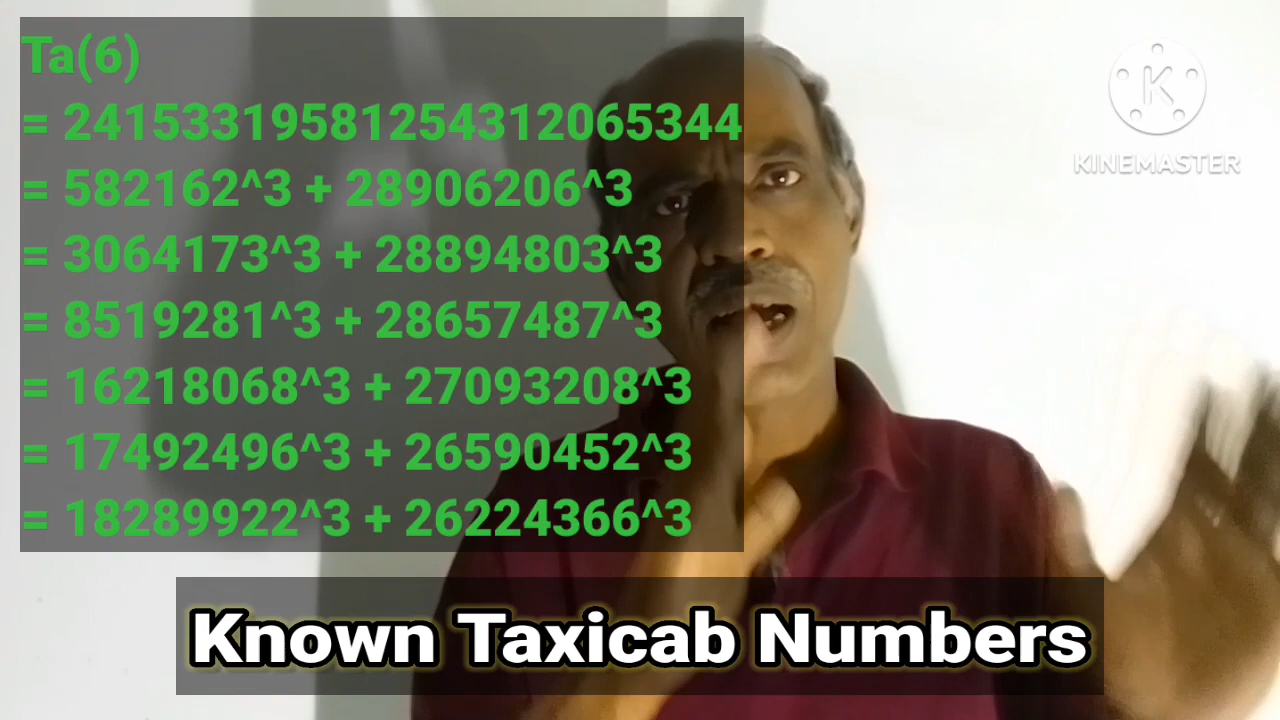 Ta(6)
= 24153319581254312065344
= 582162^3 + 28906206^3
= 3064173^3 + 28894803^3
= 8519281^3 + 28657487^3
= 16218068^3 + 27093208^3
= 17492496^3 + 26590452^3
= 18289922^3 + 26224366^3
K
KINEMASTER
Known Taxicab Numbers